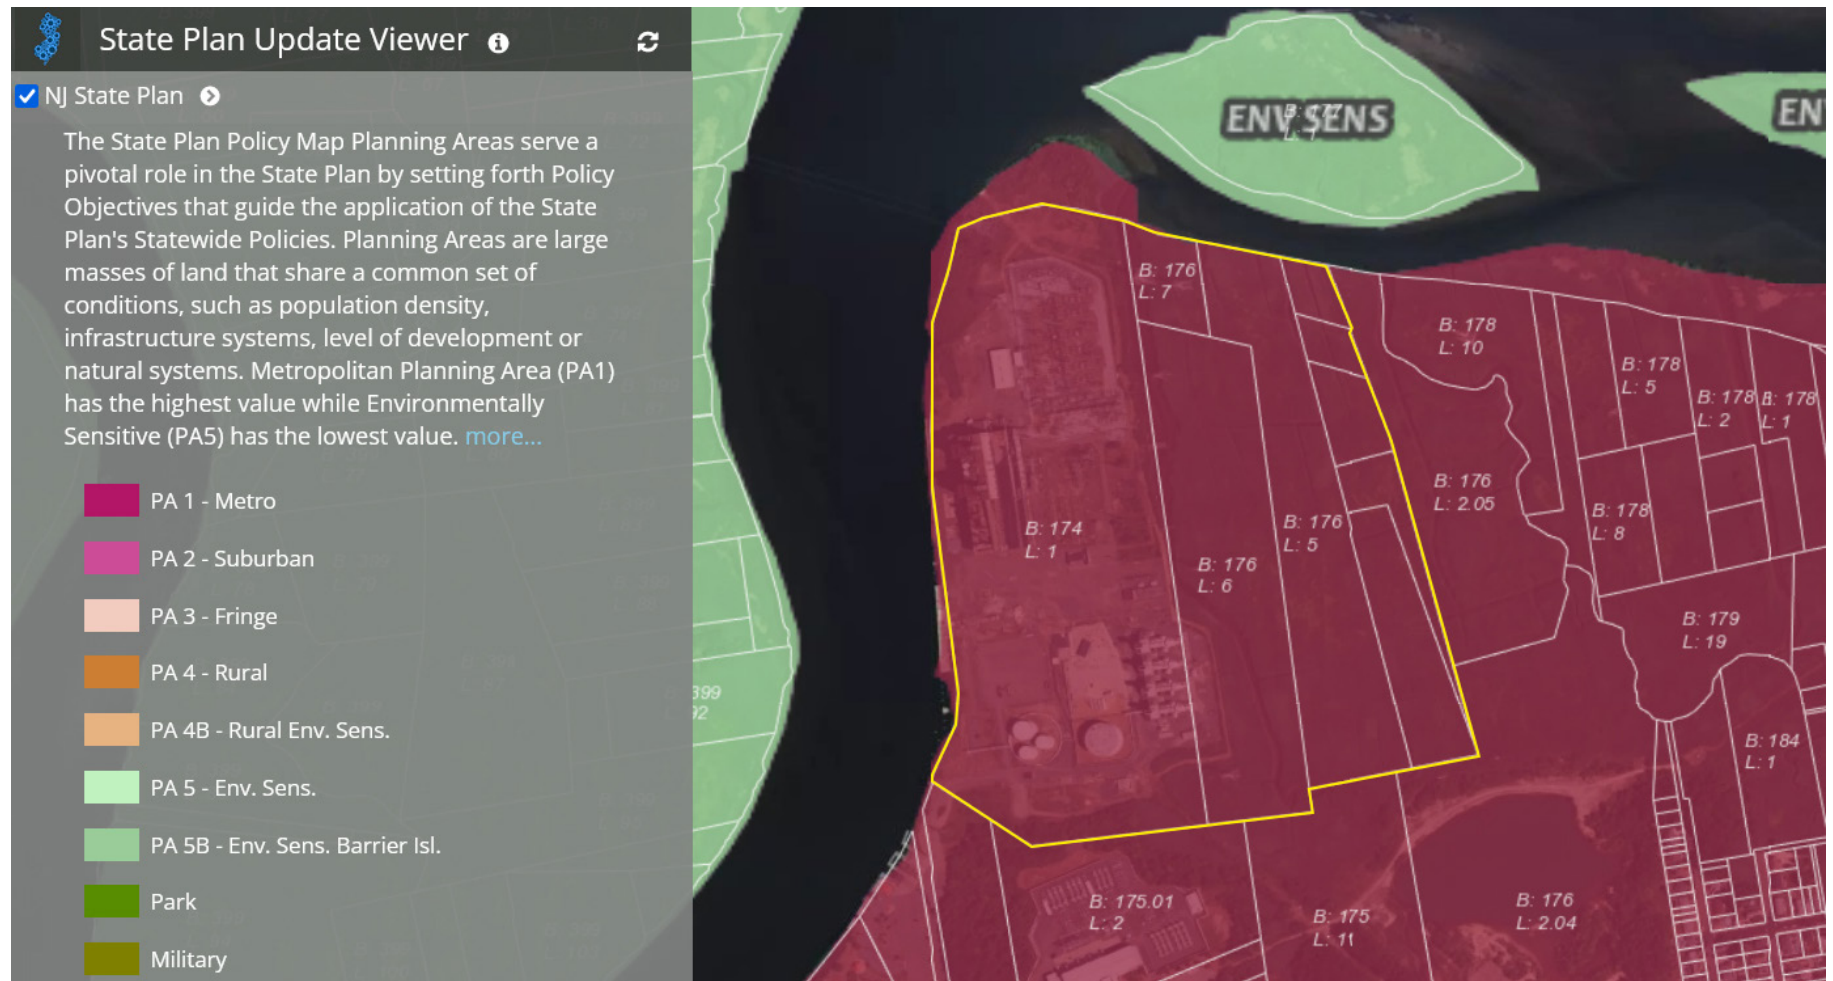 State Plan Update Viewer
NJ State Plan
The State Plan Policy Map Planning Areas serve a
pivotal role in the State Plan by setting forth Policy
Objectives that guide the application of the State
Plan's Statewide Policies. Planning Areas are large
masses of land that share a common set of
conditions, such as population density,
infrastructure systems, level of development or
natural systems. Metropolitan Planning Area (PA1)
has the highest value while Environmentally
Sensitive (PA5) has the lowest value. more...
PA 1 - Metro
PA 2 - Suburban
PA 3 - Fringe
PA 4 - Rural
PA 4B - Rural Env. Sens.
PA 5 - Env. Sens.
PA 5B - Env. Sens. Barrier Isl.
Park
Military
ENV SENS
EN
B: 176
L: 7
B: 178
L: 10
B: 178
L: 5
B: 178
L: 2
B: 178
L: 1
B: 176
L: 2.05
B: 178
L: 8
B: 174
L: 1
B: 176
L: 5
B: 176
L: 6
B: 179
L: 19
399
92
B: 184
L: 1
B: 175.01
L: 2
B: 175
L: 11
B: 176
L: 2.04